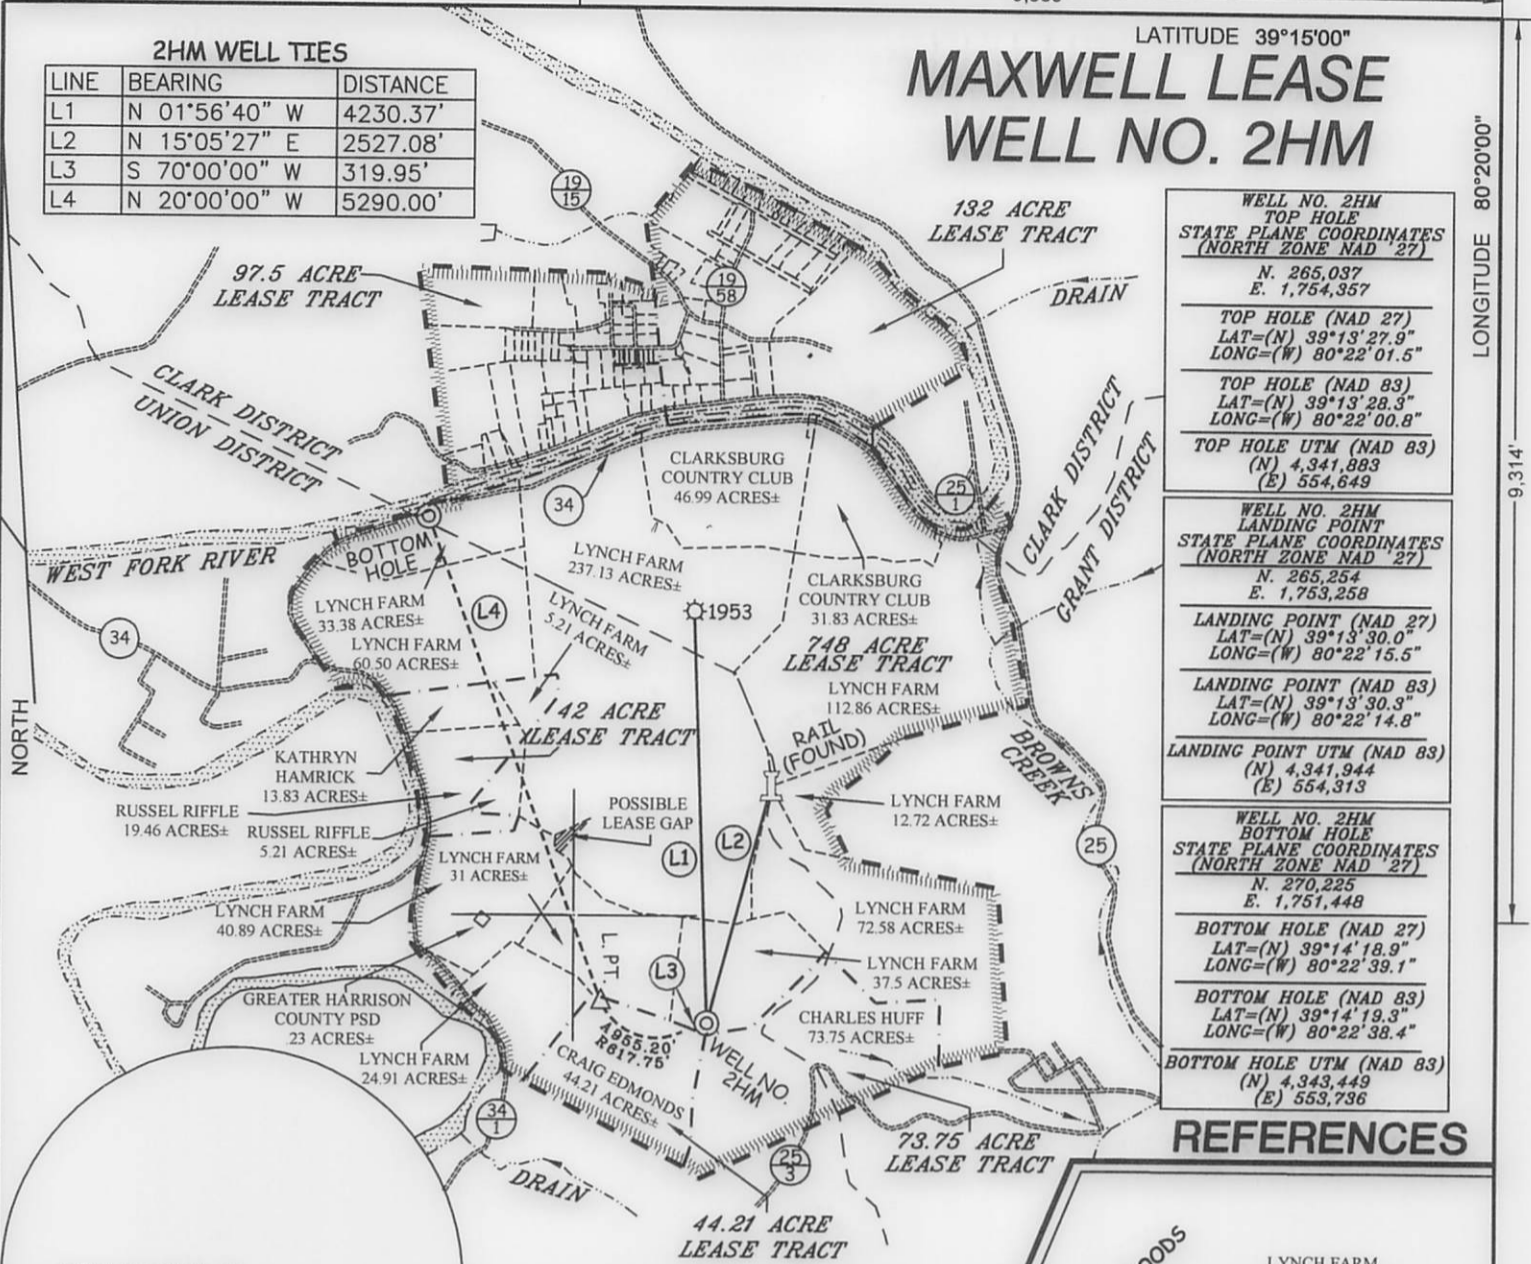 LATITUDE 39°15'00"
MAXWELL LEASE
WELL NO. 2HM
2HM WELL TIES
LINE BEARING DISTANCE
L1 N 01°56'40" W 4230.37'
L2 N 15°05'27" E 2527.08'
L3 S 70°00'00" W 319.95'
L4 N 20°00'00" W 5290.00'
LONGITUDE 80°20'00"
9,314'
NORTH
19
15
132 ACRE
LEASE TRACT
97.5 ACRE
LEASE TRACT
19
58
DRAIN
CLARK DISTRICT
UNION DISTRICT
CLARKSBURG
COUNTRY CLUB
46.99 ACRES±
34
25
1
CLARK DISTRICT
GRANT DISTRICT
WEST FORK RIVER
BOTTOM
HOLE
LYNCH FARM
237.13 ACRES±
CLARKSBURG
COUNTRY CLUB
31.83 ACRES±
LYNCH FARM
33.38 ACRES±
L4
LYNCH FARM
5.21 ACRES±
1953
34
LYNCH FARM
60.50 ACRES±
748 ACRE
LEASE TRACT
LYNCH FARM
112.86 ACRES±
142 ACRE
LEASE TRACT
RAIL
(FOUND)
BROWNS
CREEK
KATHRYN
HAMRICK
13.83 ACRES±
RUSSEL RIFFLE
19.46 ACRES±
RUSSEL RIFFLE
5.21 ACRES±
POSSIBLE
LEASE GAP
LYNCH FARM
12.72 ACRES±
L1
L2
25
LYNCH FARM
31 ACRES±
LYNCH FARM
40.89 ACRES±
LYNCH FARM
72.58 ACRES±
L.PT
L3
LYNCH FARM
37.5 ACRES±
GREATER HARRISON
COUNTY PSD
.23 ACRES±
CHARLES HUFF
73.75 ACRES±
A955.20
R617.75'
WELL NO.
2HM
LYNCH FARM
24.91 ACRES±
CRAIG EDMONDS
44.21 ACRES±
34
1
25
3
73.75 ACRE
LEASE TRACT
DRAIN
44.21 ACRE
LEASE TRACT
WELL NO. 2HM
TOP HOLE
STATE PLANE COORDINATES
(NORTH ZONE NAD '27)
N. 265,037
E. 1,754,357
TOP HOLE (NAD 27)
LAT=(N) 39°13'27.9"
LONG=(W) 80°22'01.5"
TOP HOLE (NAD 83)
LAT=(N) 39°13'28.3"
LONG=(W) 80°22'00.8"
TOP HOLE UTM (NAD 83)
(N) 4,341,883
(E) 554,649
WELL NO. 2HM
LANDING POINT
STATE PLANE COORDINATES
(NORTH ZONE NAD '27)
N. 265,254
E. 1,753,258
LANDING POINT (NAD 27)
LAT=(N) 39°13'30.0"
LONG=(W) 80°22'15.5"
LANDING POINT (NAD 83)
LAT=(N) 39°13'30.3"
LONG=(W) 80°22'14.8"
LANDING POINT UTM (NAD 83)
(N) 4,341,944
(E) 554,313
WELL NO. 2HM
BOTTOM HOLE
STATE PLANE COORDINATES
(NORTH ZONE NAD '27)
N. 270,225
E. 1,751,448
BOTTOM HOLE (NAD 27)
LAT=(N) 39°14'18.9"
LONG=(W) 80°22'39.1"
BOTTOM HOLE (NAD 83)
LAT=(N) 39°14'19.3"
LONG=(W) 80°22'38.4"
BOTTOM HOLE UTM (NAD 83)
(N) 4,343,449
(E) 553,736
REFERENCES
LYNCH FARM